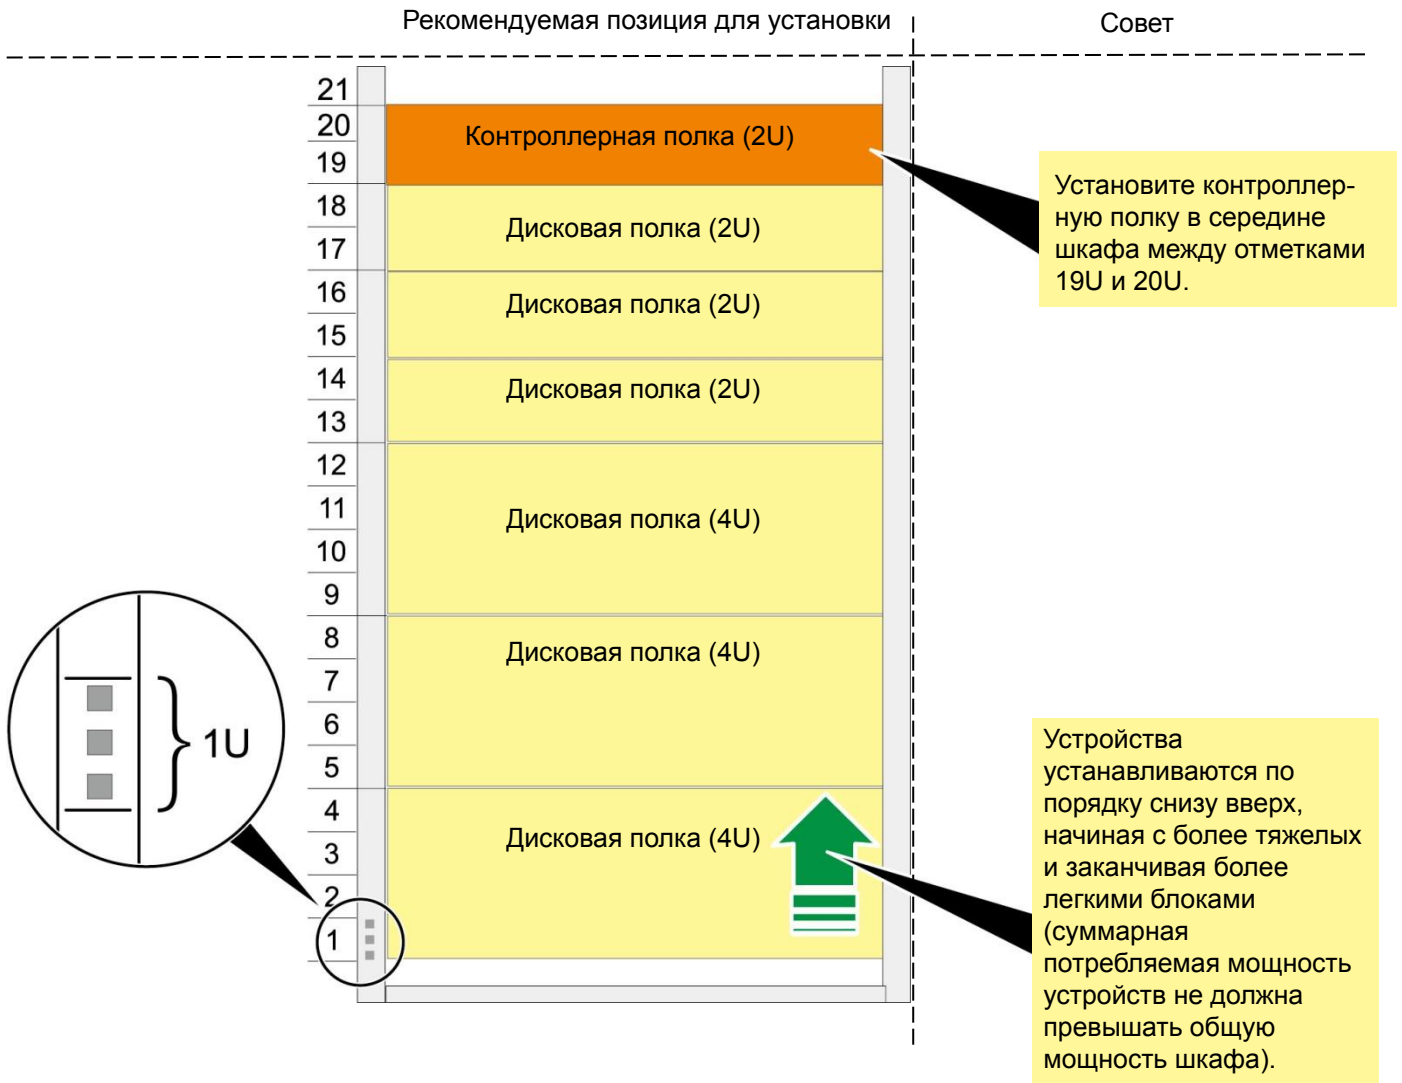 Рекомендуемая позиция для установки
Совет
21
20
19
18
17
16
15
14
13
12
11
10
9
8
7
6
5
4
3
2
1
Контроллерная полка (2U)
Дисковая полка (2U)
Дисковая полка (2U)
Дисковая полка (2U)
Дисковая полка (4U)
Дисковая полка (4U)
Дисковая полка (4U)
1U
Установите контроллер-
ную полку в середине
шкафа между отметками
19U и 20U.
Устройства
устанавливаются по
порядку снизу вверх,
начиная с более тяжелых
и заканчивая более
легкими блоками
(суммарная
потребляемая мощность
устройств не должна
превышать общую
мощность шкафа).